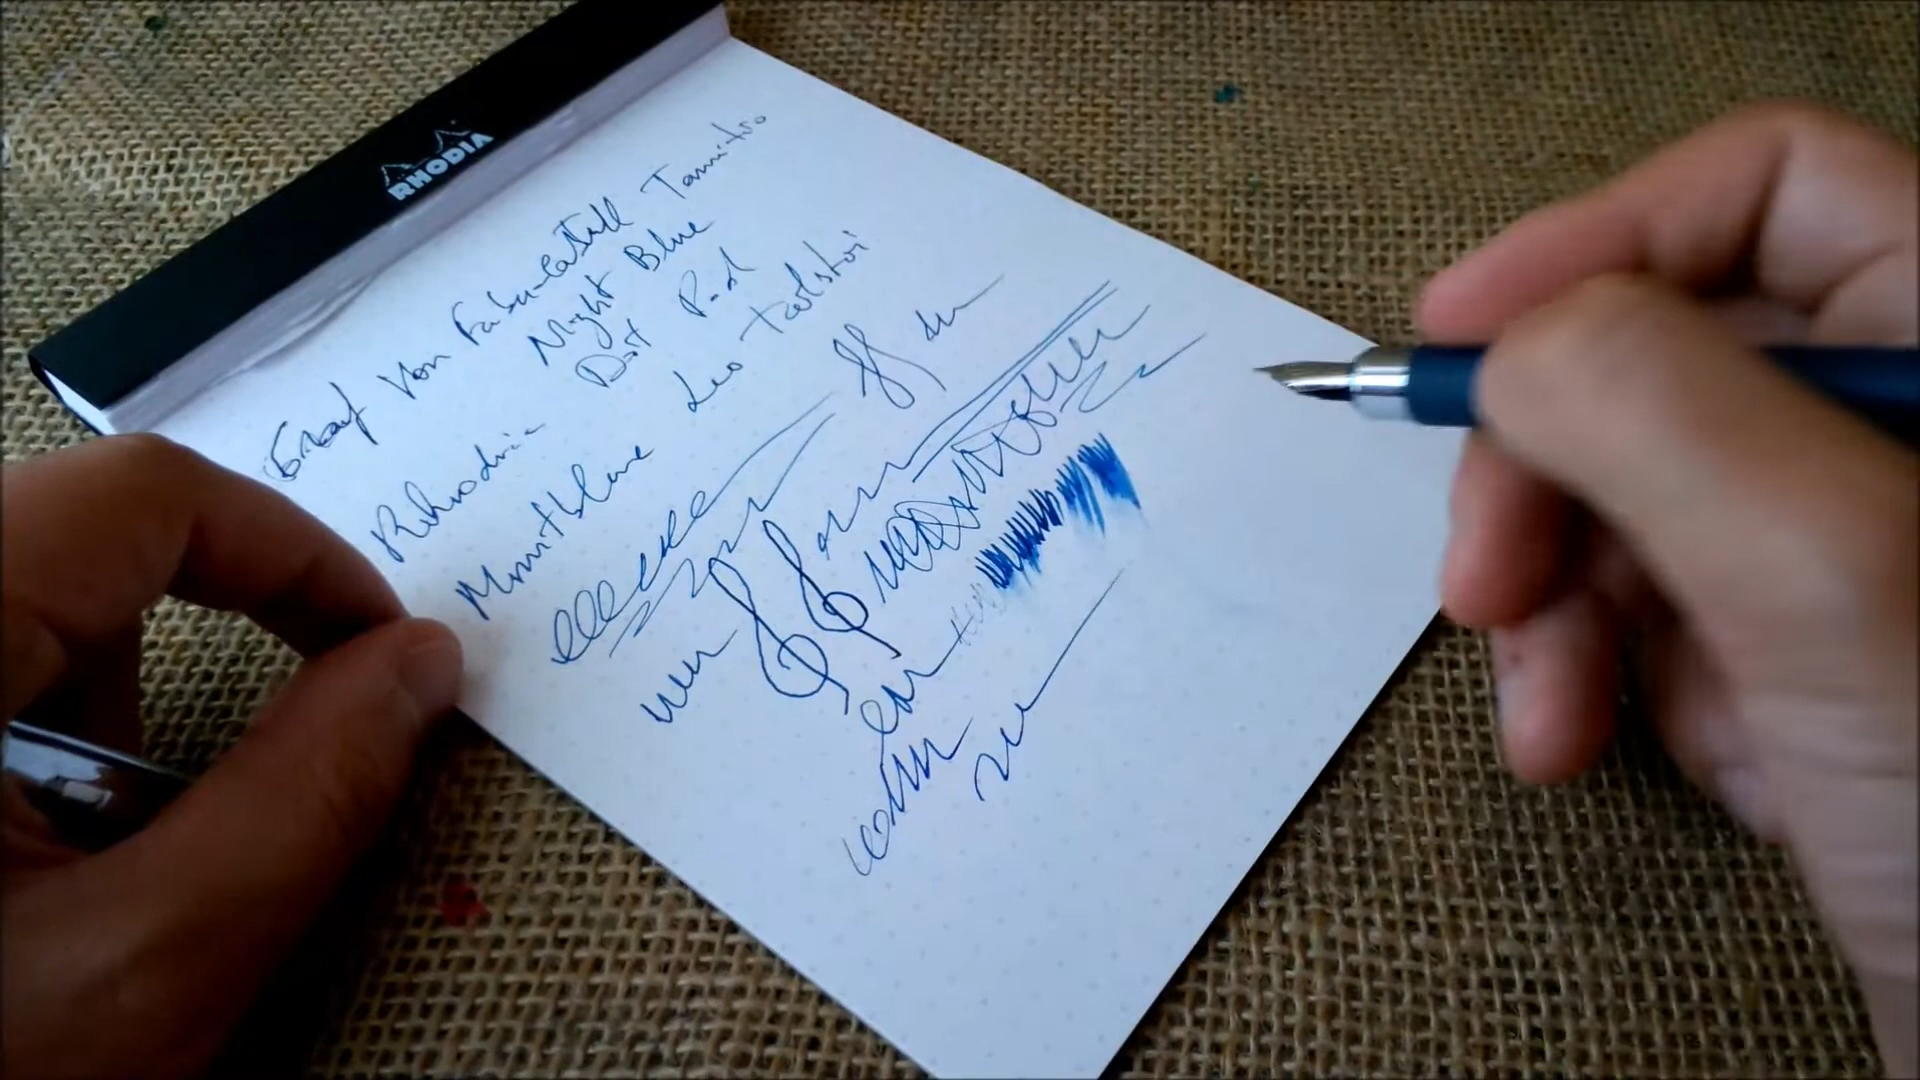 RHODIA
Graf Von Faber-Castell Tamitio
Night Blue
Rhodia Dot Pad
Montblanc Leo Tolstoi